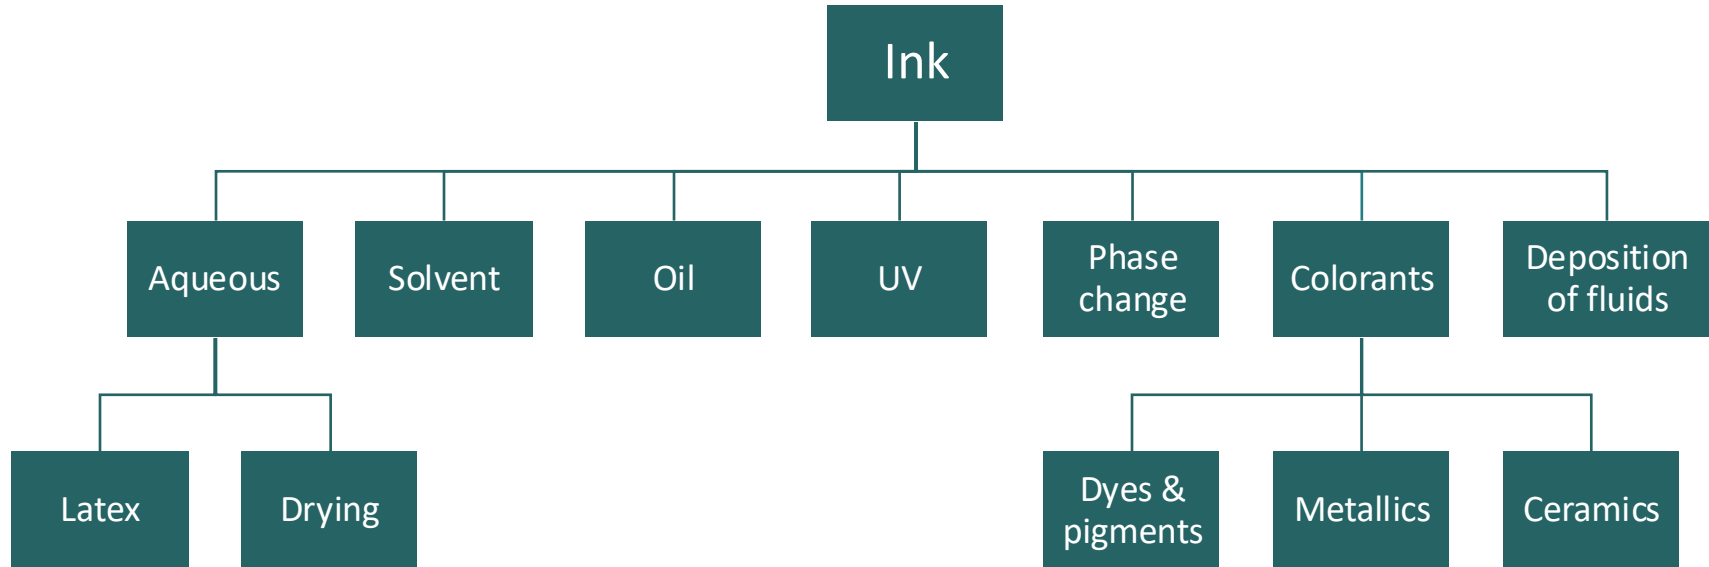 Ink
Aqueous
Solvent
Oil
UV
Phase
change
Colorants
Deposition
of fluids
Latex
Drying
Dyes &
pigments
Metallics
Ceramics